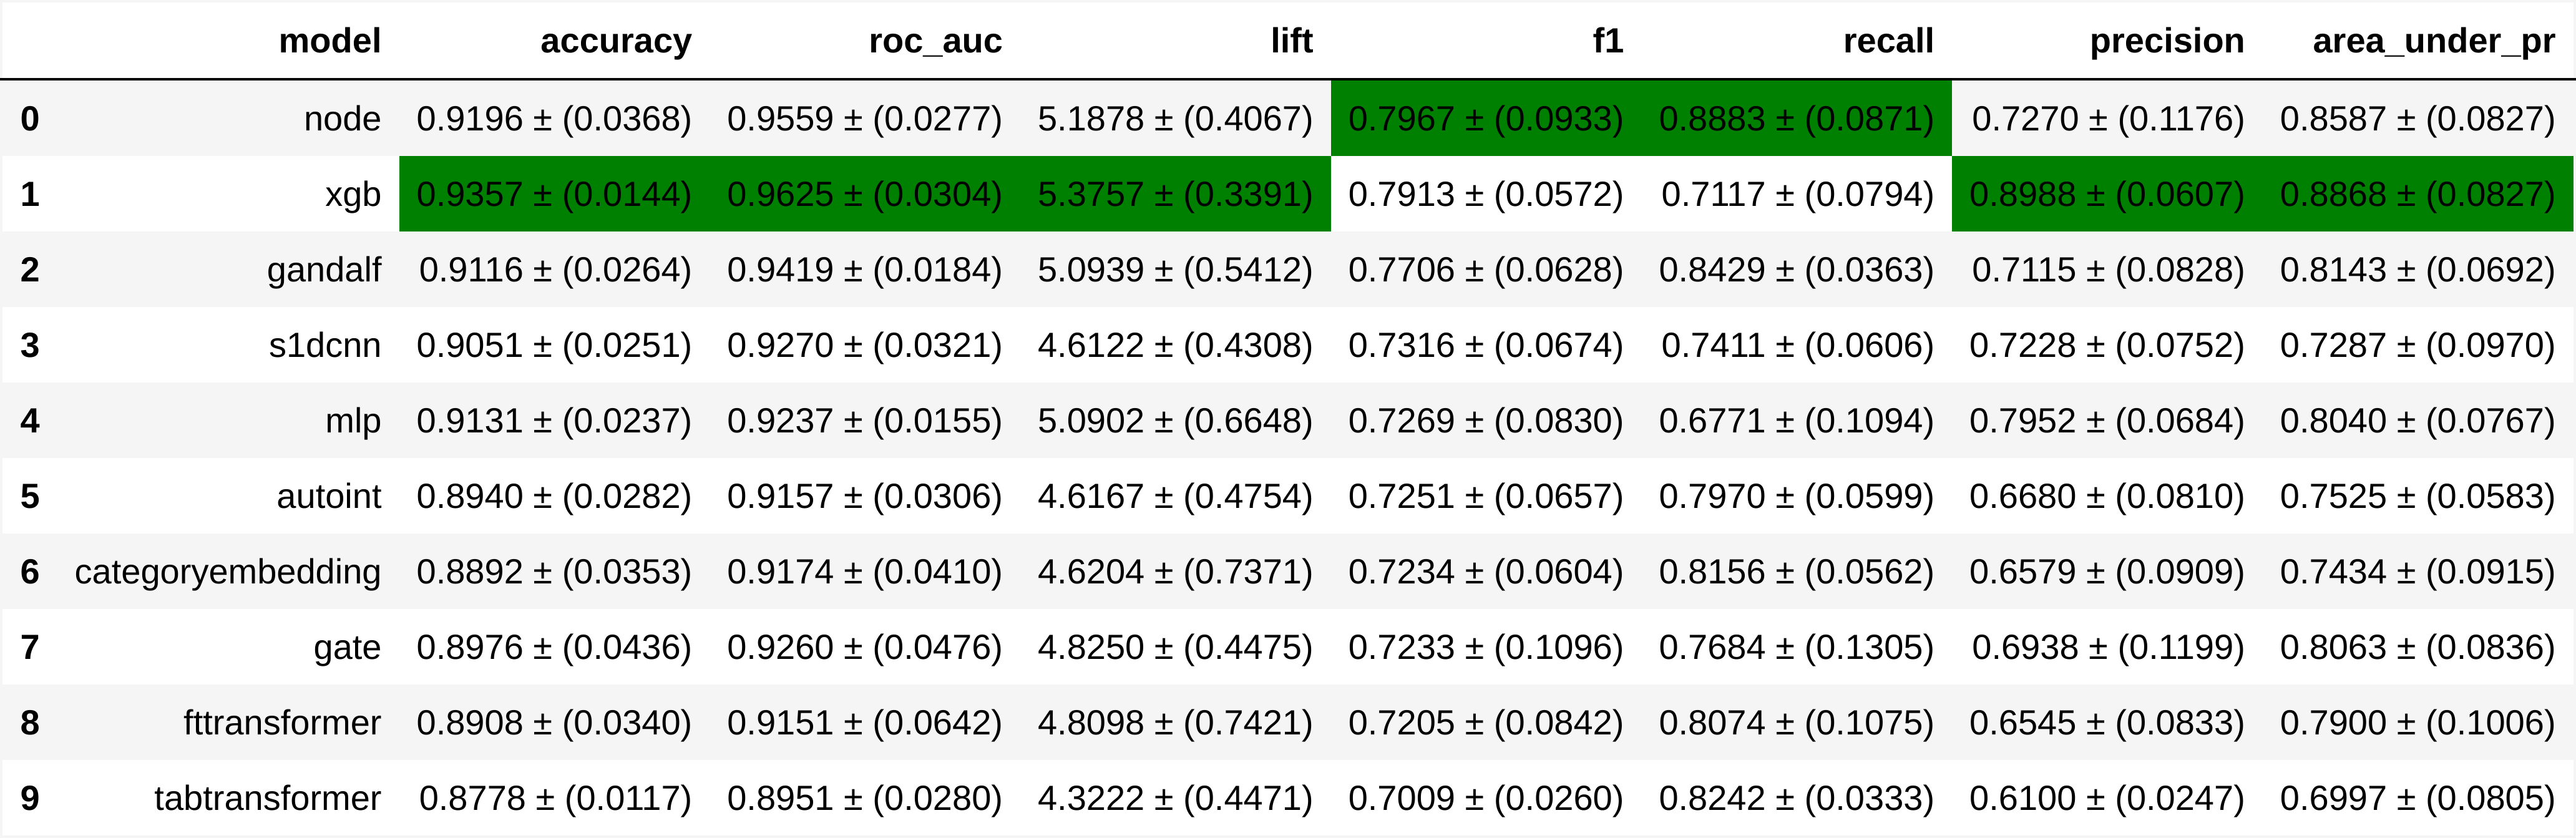 model accuracy roc_auc lift f1 recall precision area_under_pr
0 node 0.9196 ± (0.0368) 0.9559 ± (0.0277) 5.1878 ± (0.4067) 0.7967 ± (0.0933) 0.8883 ± (0.0871) 0.7270 ± (0.1176) 0.8587 ± (0.0827)
1 xgb 0.9357 ± (0.0144) 0.9625 ± (0.0304) 5.3757 ± (0.3391) 0.7913 ± (0.0572) 0.7117 ± (0.0794) 0.8988 ± (0.0607) 0.8868 ± (0.0827)
2 gandalf 0.9116 ± (0.0264) 0.9419 ± (0.0184) 5.0939 ± (0.5412) 0.7706 ± (0.0628) 0.8429 ± (0.0363) 0.7115 ± (0.0828) 0.8143 ± (0.0692)
3 s1dcnn 0.9051 ± (0.0251) 0.9270 ± (0.0321) 4.6122 ± (0.4308) 0.7316 ± (0.0674) 0.7411 ± (0.0606) 0.7228 ± (0.0752) 0.7287 ± (0.0970)
4 mlp 0.9131 ± (0.0237) 0.9237 ± (0.0155) 5.0902 ± (0.6648) 0.7269 ± (0.0830) 0.6771 ± (0.1094) 0.7952 ± (0.0684) 0.8040 ± (0.0767)
5 autoint 0.8940 ± (0.0282) 0.9157 ± (0.0306) 4.6167 ± (0.4754) 0.7251 ± (0.0657) 0.7970 ± (0.0599) 0.6680 ± (0.0810) 0.7525 ± (0.0583)
6 categoryembedding 0.8892 ± (0.0353) 0.9174 ± (0.0410) 4.6204 ± (0.7371) 0.7234 ± (0.0604) 0.8156 ± (0.0562) 0.6579 ± (0.0909) 0.7434 ± (0.0915)
7 gate 0.8976 ± (0.0436) 0.9260 ± (0.0476) 4.8250 ± (0.4475) 0.7233 ± (0.1096) 0.7684 ± (0.1305) 0.6938 ± (0.1199) 0.8063 ± (0.0836)
8 fttransformer 0.8908 ± (0.0340) 0.9151 ± (0.0642) 4.8098 ± (0.7421) 0.7205 ± (0.0842) 0.8074 ± (0.1075) 0.6545 ± (0.0833) 0.7900 ± (0.1006)
9 tabtransformer 0.8778 ± (0.0117) 0.8951 ± (0.0280) 4.3222 ± (0.4471) 0.7009 ± (0.0260) 0.8242 ± (0.0333) 0.6100 ± (0.0247) 0.6997 ± (0.0805)